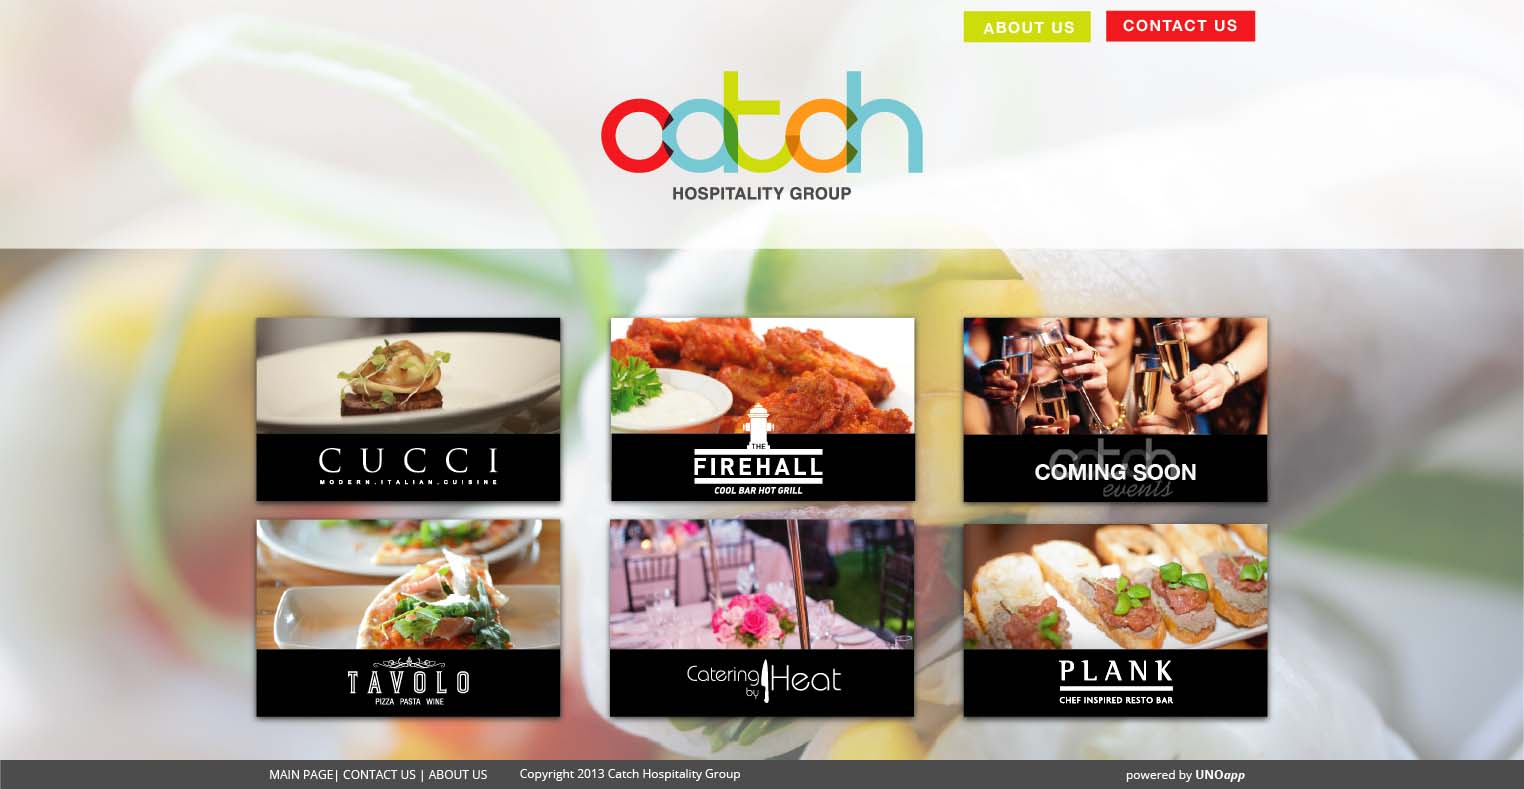 ABOUT US
CONTACT US
catch
HOSPITALITY GROUP
CUCCI
MODERN.ITALIAN.CUISINE
THE
FIREHALL
COOL BAR HOT GRILL
catch
COMING SOON
events
TAVOLO
PIZZA PASTA WINE
Catering
by Heat
PLANK
CHEF INSPIRED RESTO BAR
MAIN PAGE| CONTACT US | ABOUT US
Copyright 2013 Catch Hospitality Group
powered by UNOapp